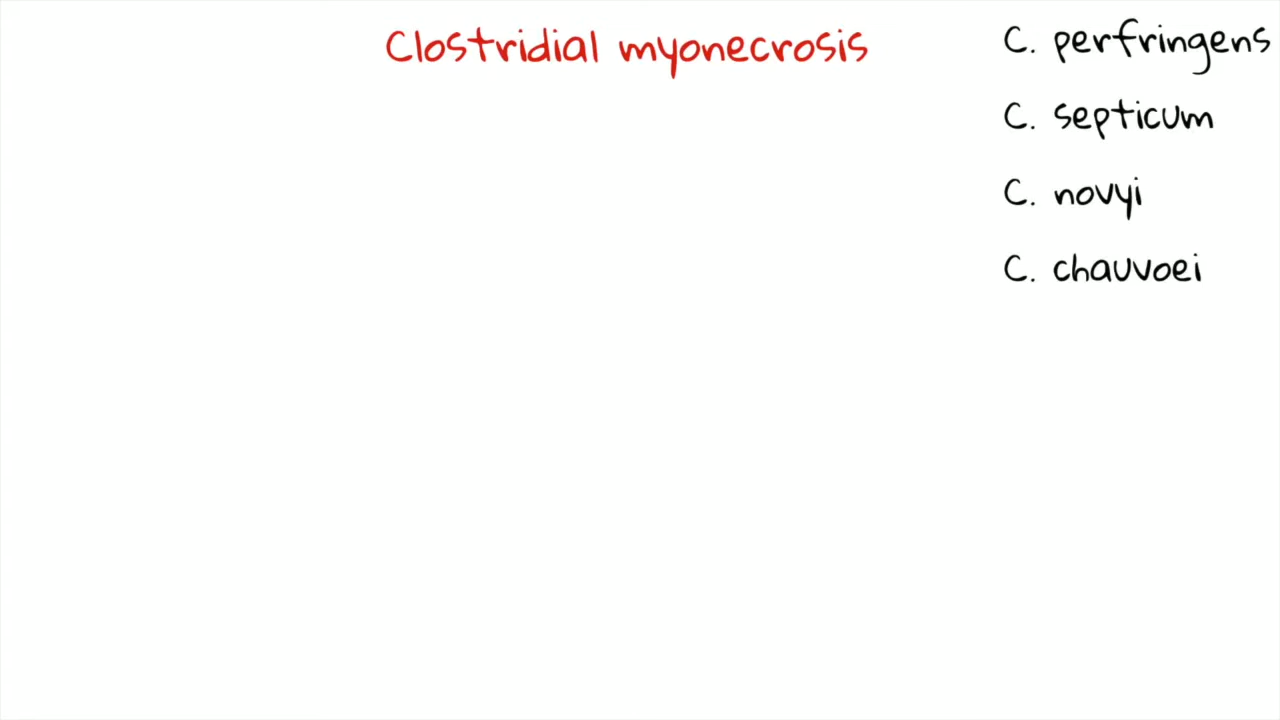 Clostridial myonecrosis
C. perfringens
C. septicum
C. novyi
C. chauvoei